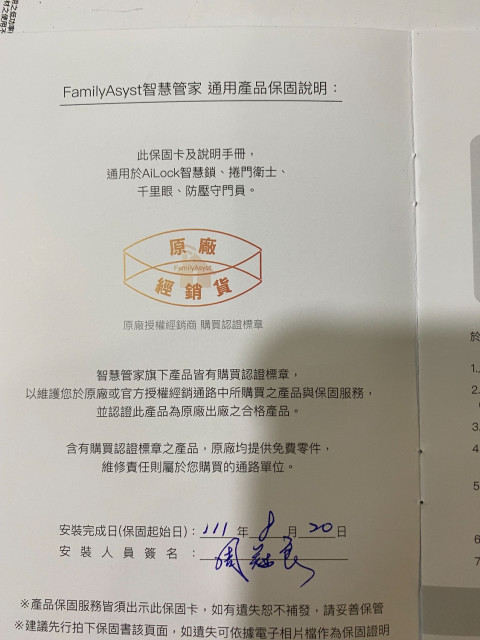 FamilyAsyst智慧管家 通用產品保固說明：
此保固卡及說明手冊，
通用於AiLock智慧鎖、捲門衛士、
千里眼、防壓守門員。
原廠
FamilyAsyst
經銷貨
原廠授權經銷商 購買認證標章
智慧管家旗下產品皆有購買認證標章，
以維護您於原廠或官方授權經銷通路中所購買之產品與保固服務，
並認證此產品為原廠出廠之合格產品。
含有購買認證標章之產品，原廠均提供免費零件，
維修責任則屬於您購買的通路單位。
安裝完成日(保固起始日)：111年8月20日
安裝人員簽名：
※產品保固服務皆須出示此保固卡，如有遺失恕不補發，請妥善保管
※建議先行拍下保固書該頁面，如遺失可依據電子相片檔作為保固證明
於
1.
2.
3.
4
5
6
7